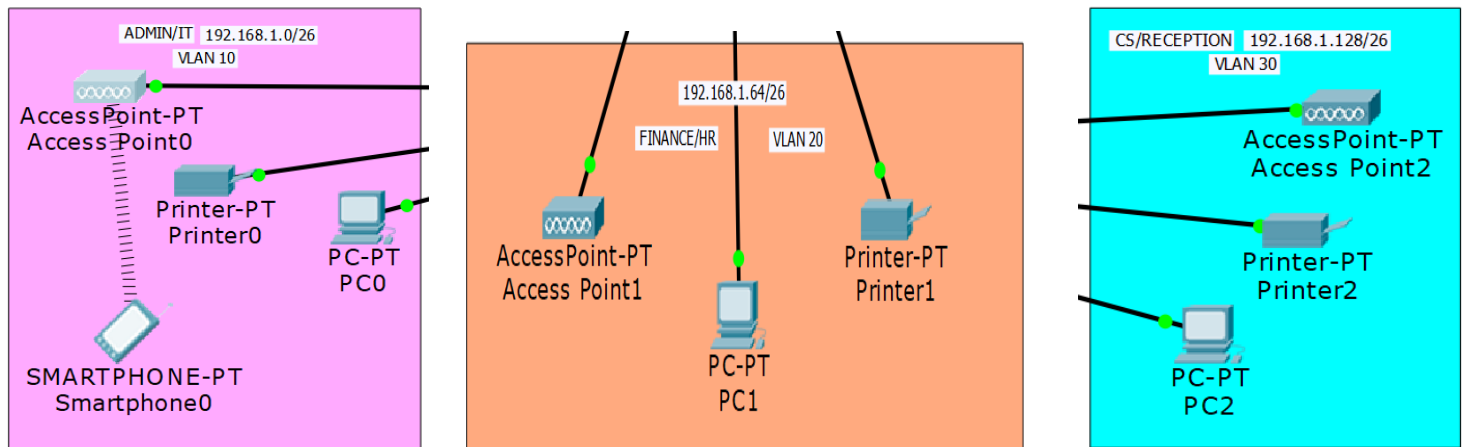 ADMIN/IT 192.168.1.0/26
VLAN 10
AccessPoint-PT
Access Point0
Printer-PT
Printer0
PC-PT
PC0
SMARTPHONE-PT
Smartphone0
192.168.1.64/26
FINANCE/HR VLAN 20
AccessPoint-PT
Access Point1
Printer-PT
Printer1
PC-PT
PC1
CS/RECEPTION 192.168.1.128/26
VLAN 30
AccessPoint-PT
Access Point2
Printer-PT
Printer2
PC-PT
PC2